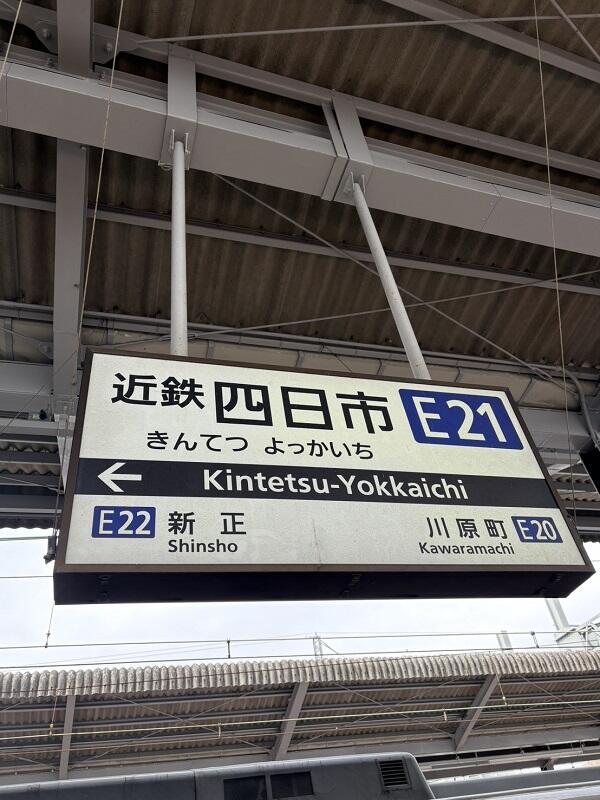 近鉄四日市 E21
きんてつ よっかいち
← Kintetsu-Yokkaichi
E22 新正 川原町 E20
Shinsho Kawaramachi